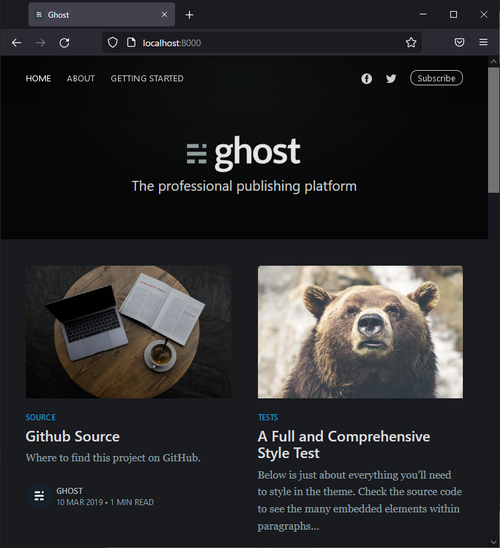 Ghost
localhost:8000
HOME ABOUT GETTING STARTED Subscribe
ghost
The professional publishing platform
SOURCE
Github Source
Where to find this project on GitHub.
GHOST
10 MAR 2019 • 1 MIN READ
TESTS
A Full and Comprehensive
Style Test
Below is just about everything you'll need
to style in the theme. Check the source code
to see the many embedded elements within
paragraphs...